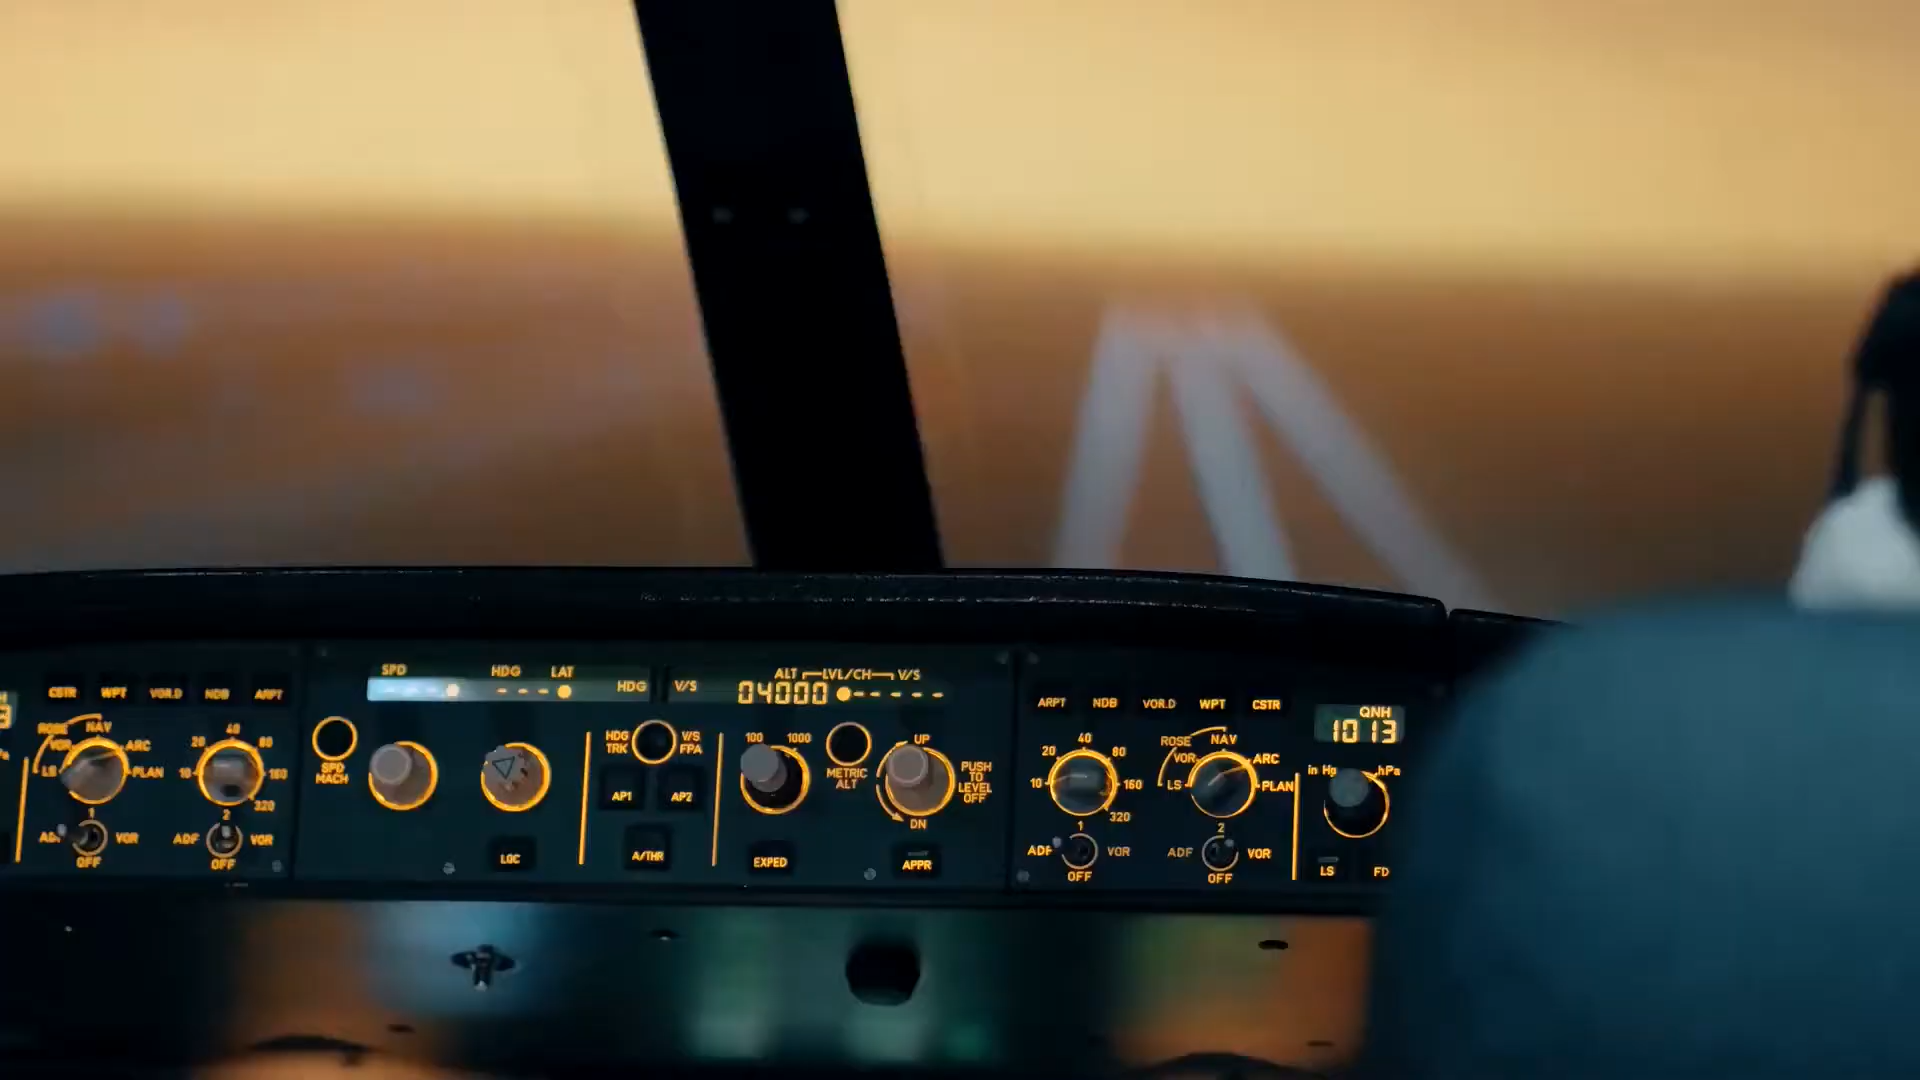 SPD HDG LAT
HDG V/S
ALT LVL/CH V/S
04000
CSTR WPT VOR.D NDB ARPT
ROSE NAV
VOR ARC
LS PLAN
10 20 40 80 160 320
1 2
VOR ADF VOR
OFF OFF
SPD
MACH
HDG
TRK
V/S
FPA
AP1 AP2
LOC A/THR
100 1000
METRIC
ALT
UP
PUSH
TO
LEVEL
OFF
DN
EXPED APPR
ARPT NDB VOR.D WPT CSTR
10 20 40 80 160 320
ROSE NAV
VOR ARC
LS PLAN
1 2
ADF VOR ADF VOR
OFF OFF
QNH
1013
in Hg hPa
LS FD